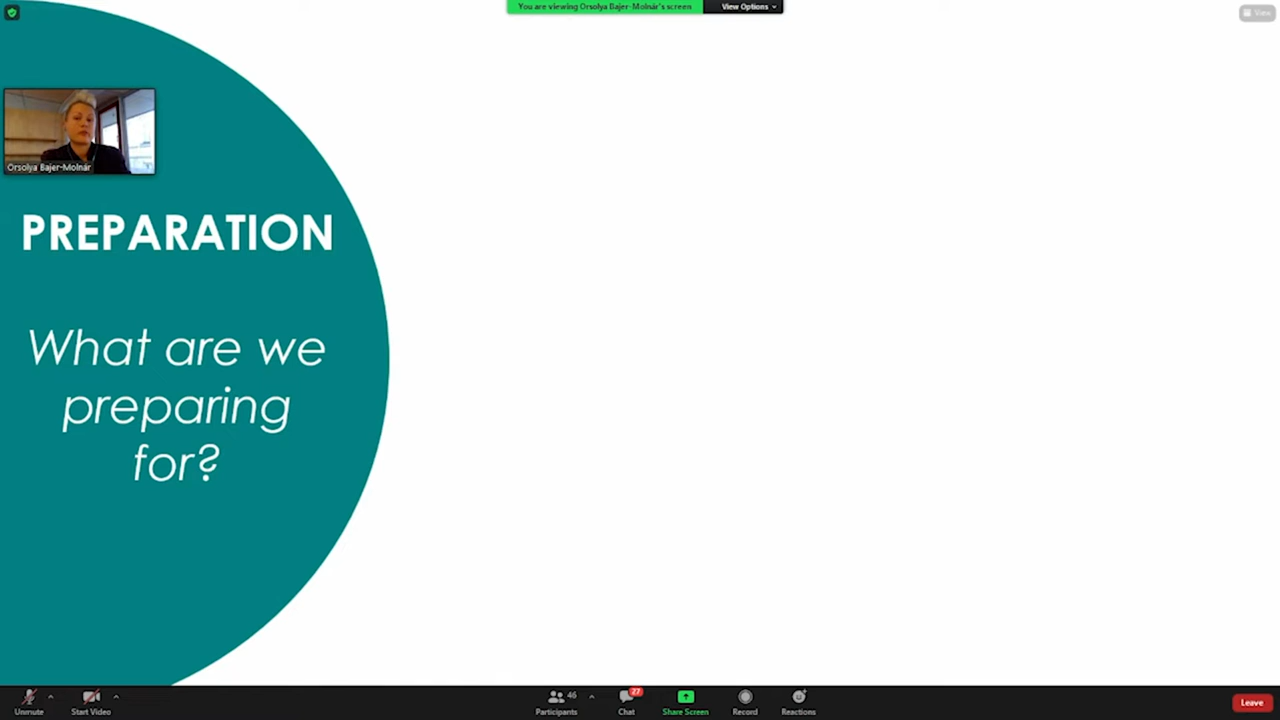 You are viewing Orsolya Bajer-Molnár's screen
View Options
View
Orsolya Bajer-Molnár
PREPARATION
What are we
preparing
for?
Unmute
Start Video
46
Participants
27
Chat
Share Screen
Record
Reactions
Leave